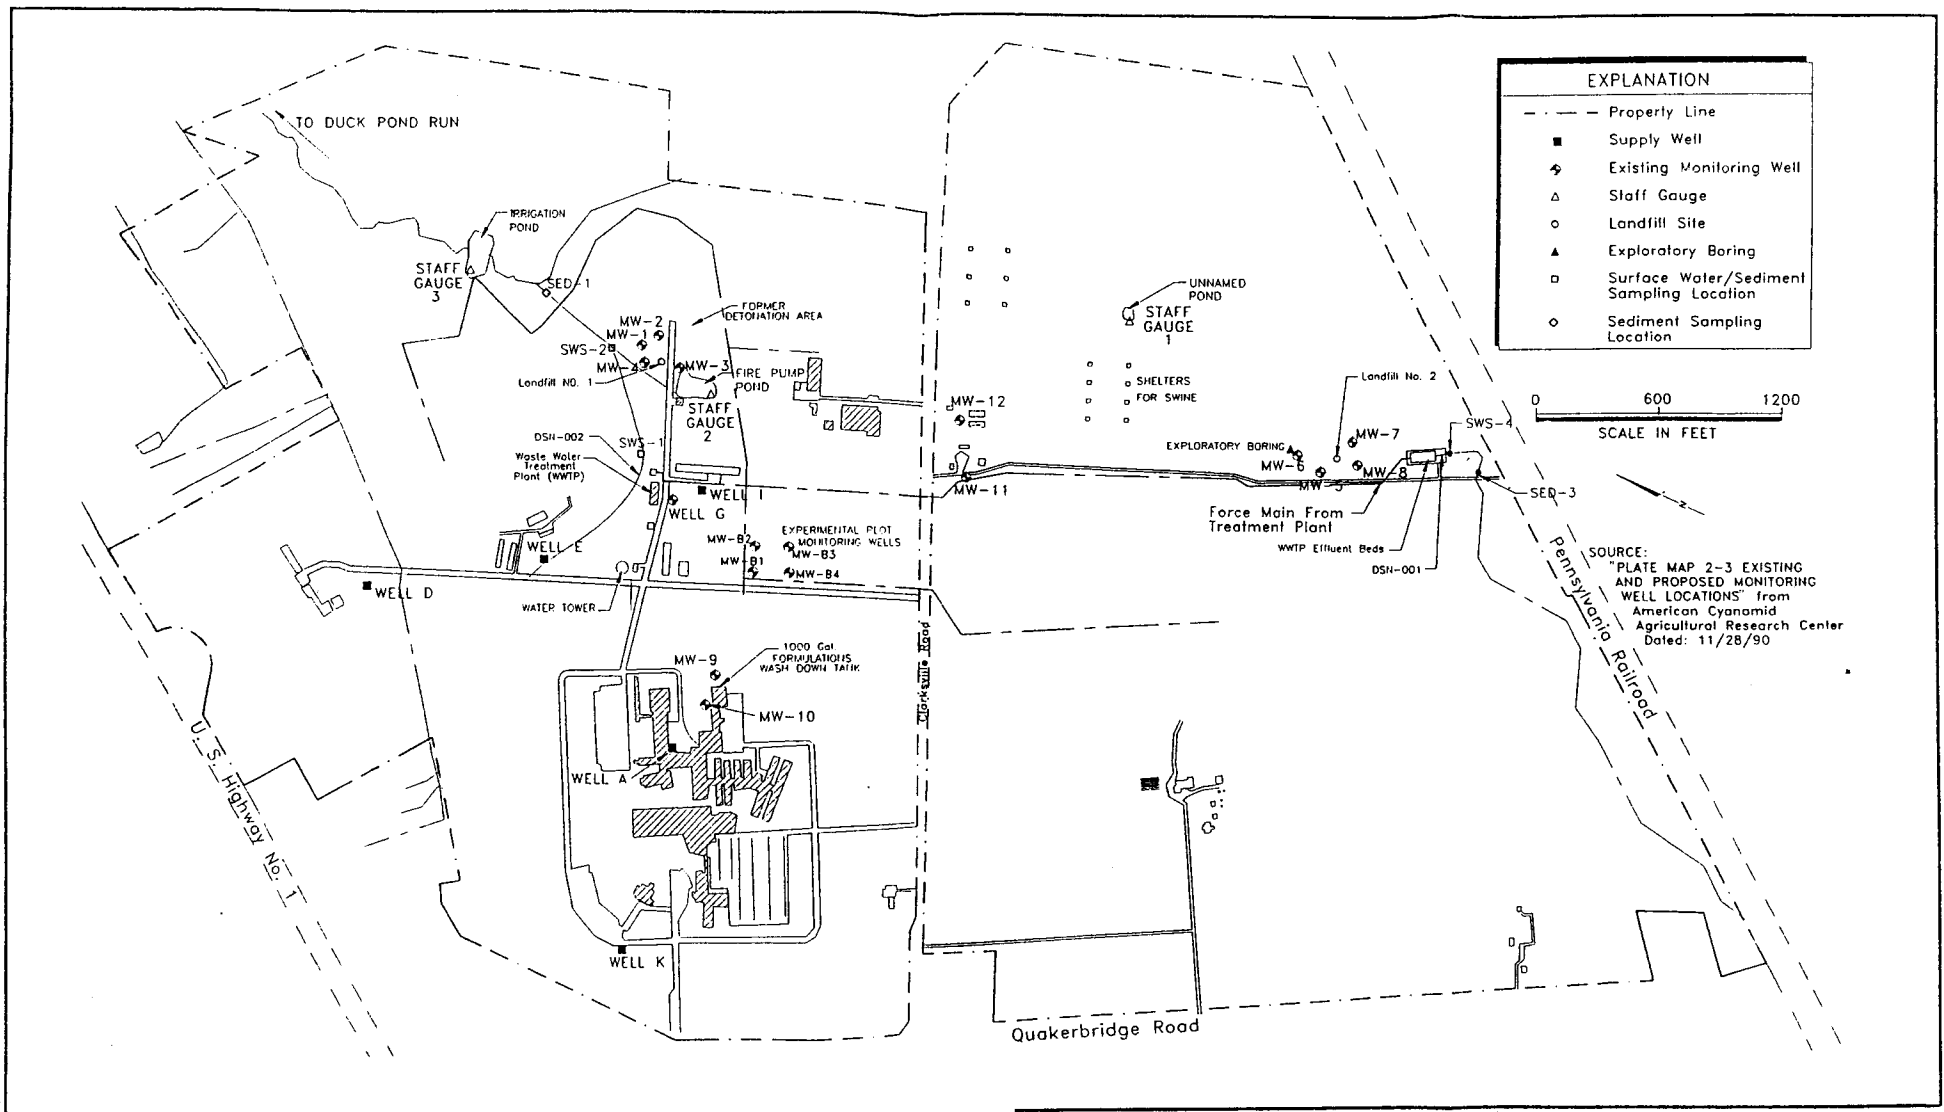 EXPLANATION
Property Line
Supply Well
Existing Monitoring Well
Staff Gauge
Landfill Site
Exploratory Boring
Surface Water/Sediment
Sampling Location
Sediment Sampling
Location
0 600 1200
SCALE IN FEET
TO DUCK POND RUN
IRRIGATION
POND
STAFF
GAUGE
3
SED-1
FORMER
DETONATION AREA
MW-2
MW-1
SWS-2
MW-4
MW-3
Landfill NO. 1
FIRE PUMP
POND
STAFF
GAUGE
2
DSN-002
SWS-1
Waste Water
Treatment
Plant (WWTP)
WELL I
WELL G
EXPERIMENTAL PLOT
MONITORING WELLS
MW-B2
MW-B3
MW-B1
MW-B4
WELL E
WELL D
WATER TOWER
UNNAMED
POND
STAFF
GAUGE
1
SHELTERS
FOR SWINE
MW-12
MW-11
Landfill No. 2
EXPLORATORY BORING
MW-7
MW-6
MW-5
MW-8
SWS-4
SED-3
Force Main From
Treatment Plant
WWTP Effluent Beds
DSN-001
N
SOURCE:
"PLATE MAP 2-3 EXISTING
AND PROPOSED MONITORING
WELL LOCATIONS" from
American Cyanamid
Agricultural Research Center
Dated: 11/28/90
1000 Gal.
FORMULATIONS
WASH DOWN TANK
MW-9
MW-10
WELL A
WELL K
Clarksville Road
U. S. Highway No. 1
Pennsylvania Railroad
Quakerbridge Road